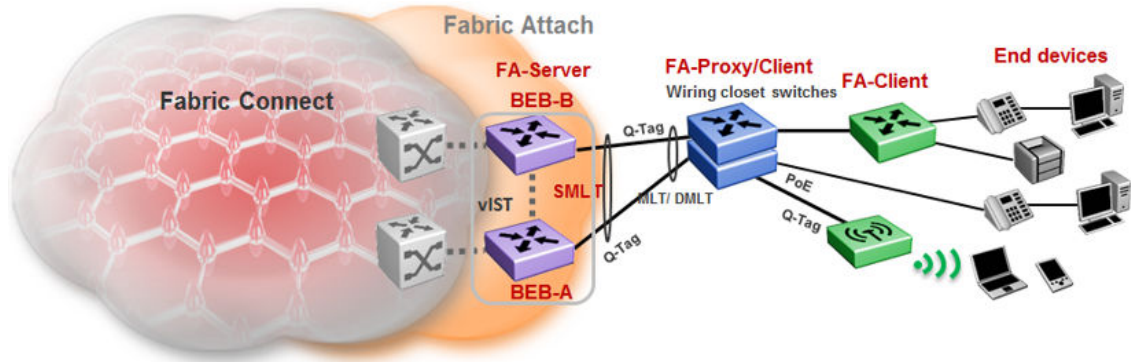 Fabric Attach
End devices
FA-Server
FA-Proxy/Client
FA-Client
Fabric Connect
BEB-B
Wiring closet switches
Q-Tag
vIST
SMLT
MLT/ DMLT
PoE
Q-Tag
Q-Tag
BEB-A